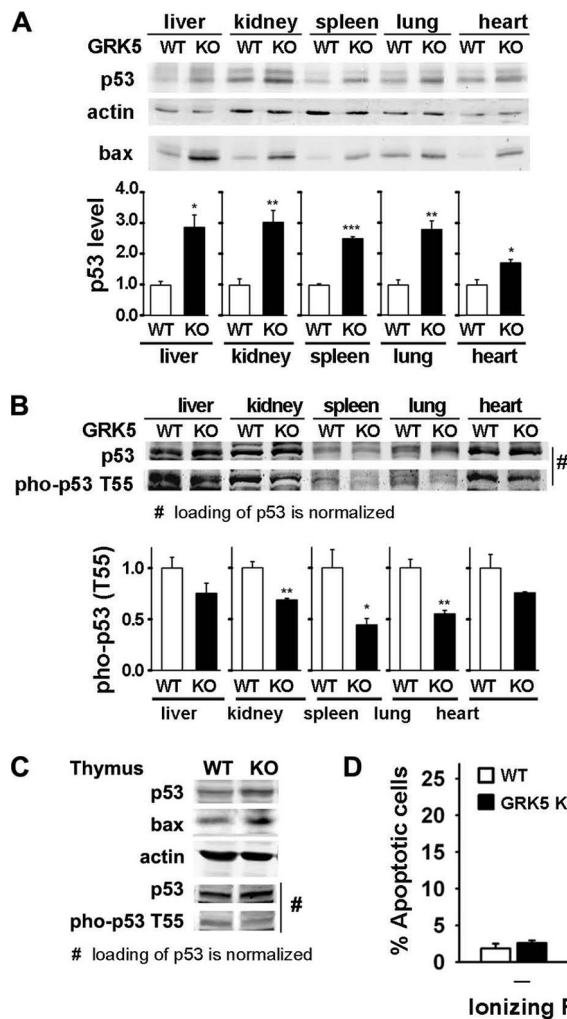 A
liver kidney spleen lung heart
GRK5 WT KO WT KO WT KO WT KO WT KO
p53
actin
bax
p53 level
4.0
3.0
2.0
1.0
0.0
* ** *** ** *
WT KO WT KO WT KO WT KO WT KO
liver kidney spleen lung heart
B
liver kidney spleen lung heart
GRK5 WT KO WT KO WT KO WT KO WT KO
p53
pho-p53 T55
#
# loading of p53 is normalized
pho-p53 (T55)
1.0
0.5
0.0
** * **
WT KO WT KO WT KO WT KO WT KO
liver kidney spleen lung heart
C
Thymus WT KO
p53
bax
actin
p53
pho-p53 T55
#
# loading of p53 is normalized
D
% Apoptotic cells
25
20
15
10
5
0
WT
GRK5 K
–
Ionizing